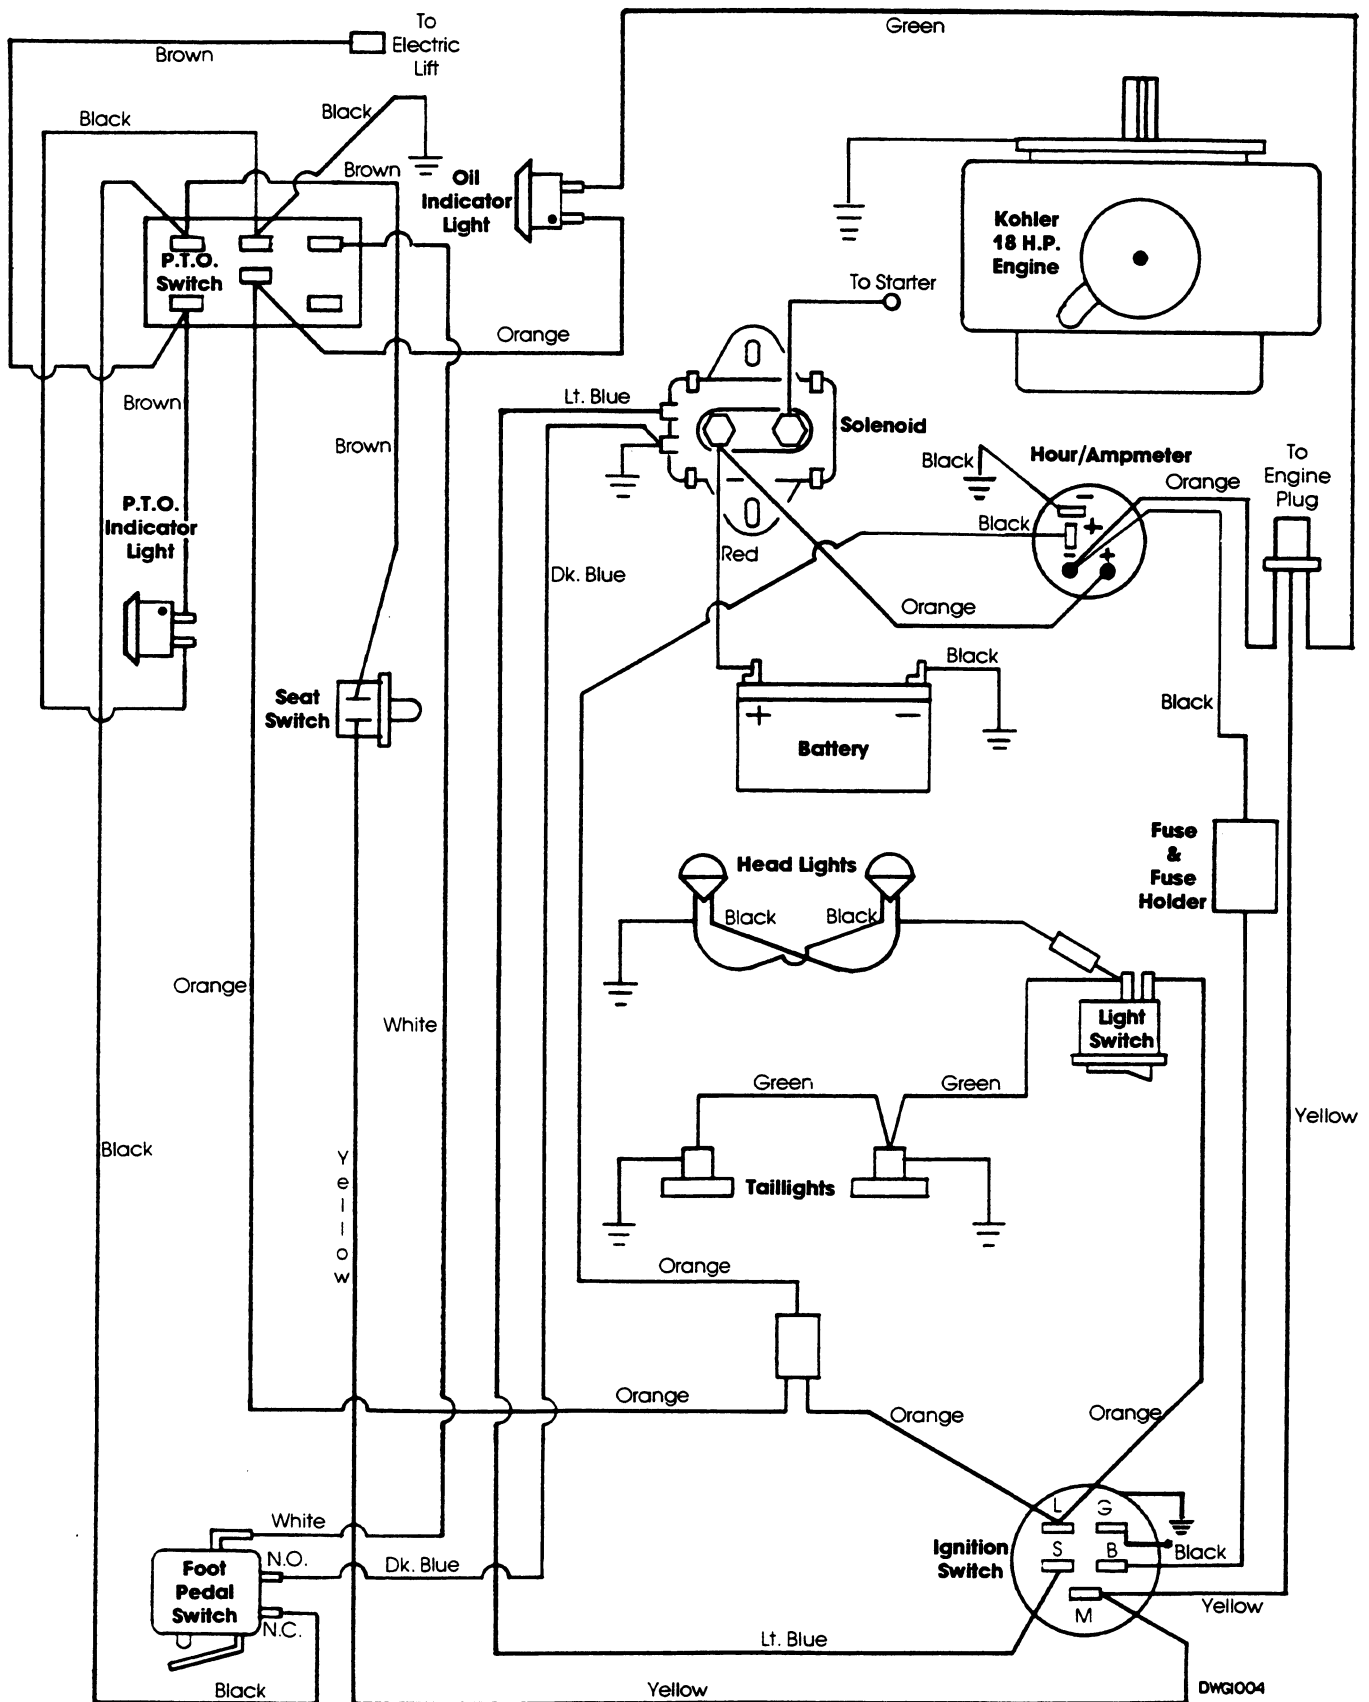 Green
To
Electric
Lift
Brown
Black
Black
Brown
Oil
Indicator
Light
Kohler
18 H.P.
Engine
P.T.O.
Switch
To Starter
Orange
Lt. Blue
Brown
Solenoid
Brown
Black
Hour/Ampmeter
Orange
To
Engine
Plug
P.T.O.
Indicator
Light
Black
Red
Dk. Blue
Orange
Black
Seat
Switch
Black
+
−
Battery
Fuse
&
Fuse
Holder
Head Lights
Black
Black
Orange
White
Light
Switch
Green
Green
Yellow
Black
Yellow
Taillights
Orange
Orange
Orange
Orange
L
G
White
Ignition
Switch
S
B
Black
N.O.
Dk. Blue
Foot
Pedal
Switch
N.C.
M
Yellow
Lt. Blue
Black
Yellow
DWG1004